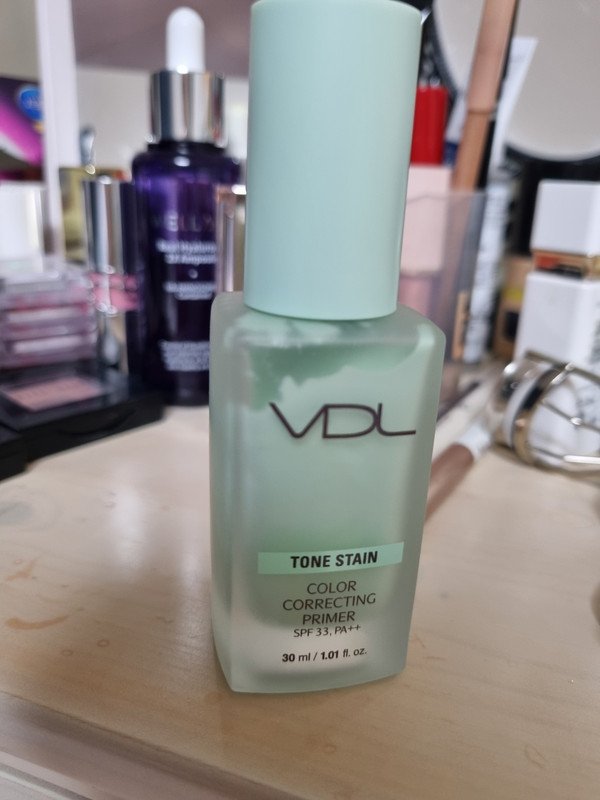 VDL
TONE STAIN
COLOR
CORRECTING
PRIMER
SPF 33, PA++
30 ml / 1.01 fl. oz.